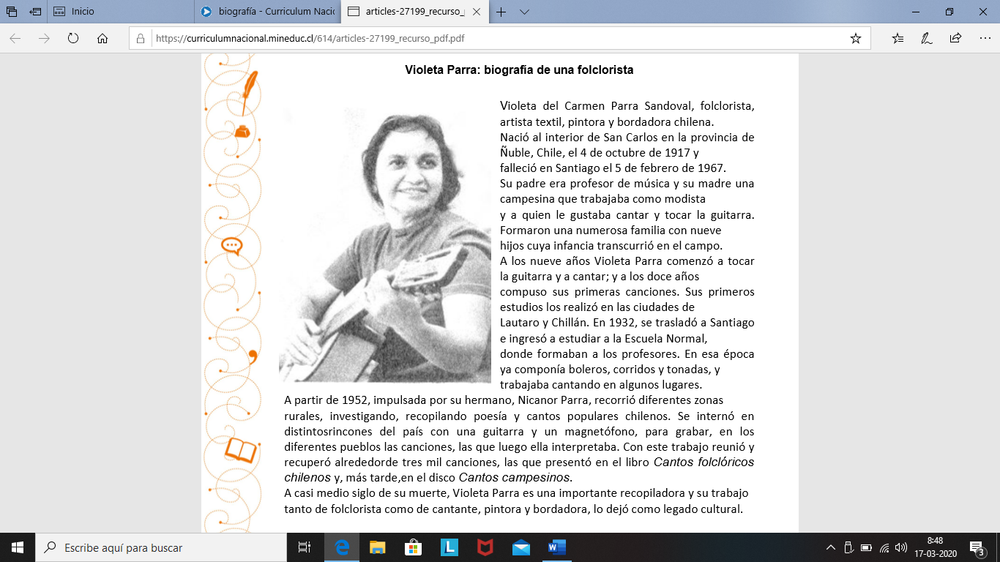 Inicio
biografía - Curriculum Naci
articles-27199_recurso_
https://curriculumnacional.mineduc.cl/614/articles-27199_recurso_pdf.pdf
Violeta Parra: biografía de una folclorista
Violeta del Carmen Parra Sandoval, folclorista,
artista textil, pintora y bordadora chilena.
Nació al interior de San Carlos en la provincia de
Ñuble, Chile, el 4 de octubre de 1917 y
falleció en Santiago el 5 de febrero de 1967.
Su padre era profesor de música y su madre una
campesina que trabajaba como modista
y a quien le gustaba cantar y tocar la guitarra.
Formaron una numerosa familia con nueve
hijos cuya infancia transcurrió en el campo.
A los nueve años Violeta Parra comenzó a tocar
la guitarra y a cantar; y a los doce años
compuso sus primeras canciones. Sus primeros
estudios los realizó en las ciudades de
Lautaro y Chillán. En 1932, se trasladó a Santiago
e ingresó a estudiar a la Escuela Normal,
donde formaban a los profesores. En esa época
ya componía boleros, corridos y tonadas, y
trabajaba cantando en algunos lugares.
A partir de 1952, impulsada por su hermano, Nicanor Parra, recorrió diferentes zonas
rurales, investigando, recopilando poesía y cantos populares chilenos. Se internó en
distintosrincones del país con una guitarra y un magnetófono, para grabar, en los
diferentes pueblos las canciones, las que luego ella interpretaba. Con este trabajo reunió y
recuperó alrededorde tres mil canciones, las que presentó en el libro Cantos folclóricos
chilenos y, más tarde,en el disco Cantos campesinos.
A casi medio siglo de su muerte, Violeta Parra es una importante recopiladora y su trabajo
tanto de folclorista como de cantante, pintora y bordadora, lo dejó como legado cultural.
Escribe aquí para buscar
8:48
17-03-2020
3